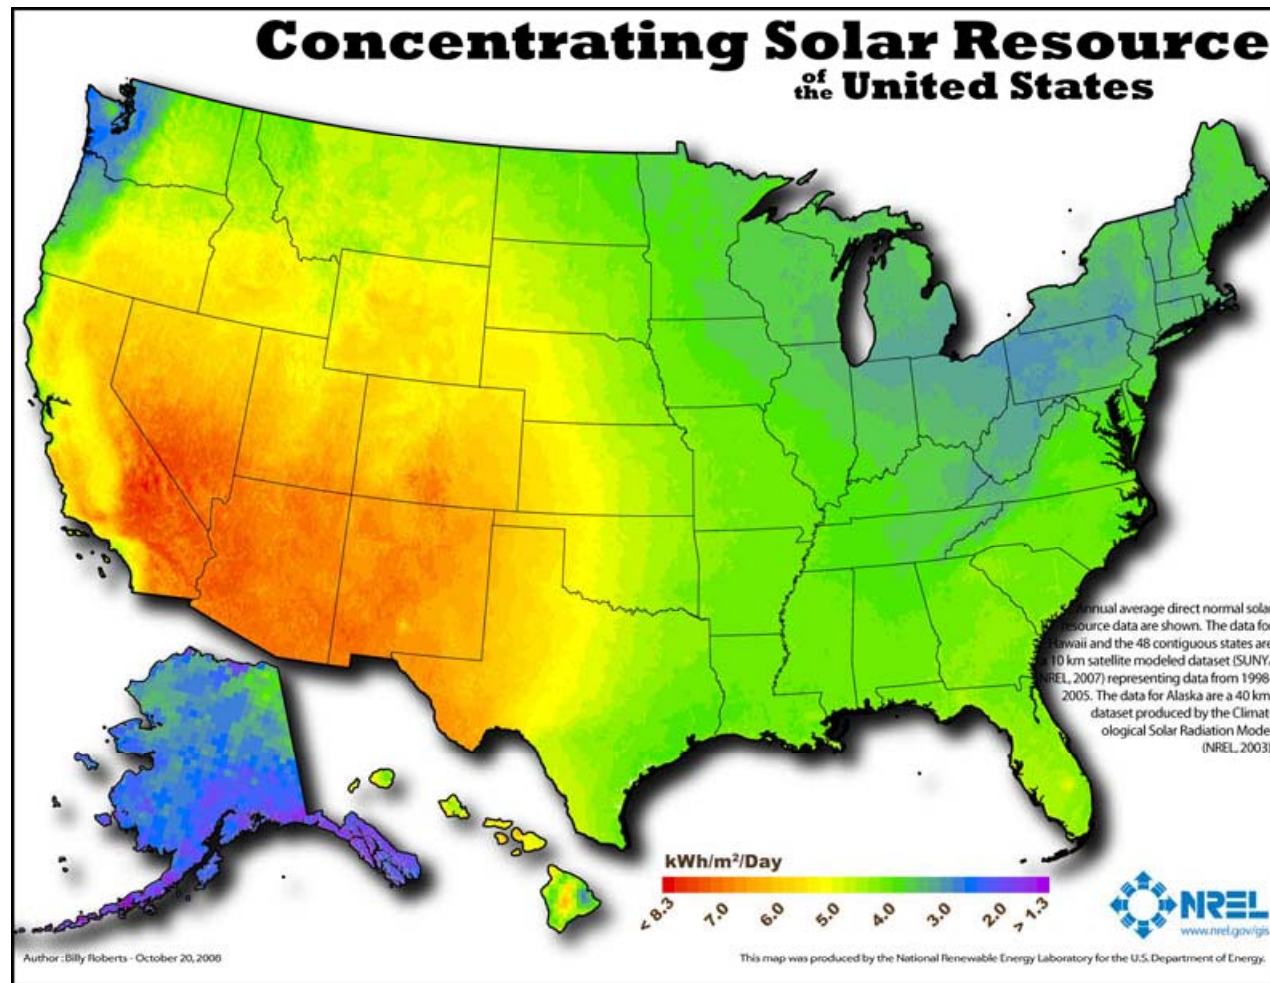 Concentrating Solar Resource
of the United States
Annual average direct normal solar
resource data are shown. The data for
Hawaii and the 48 contiguous states are
a 10 km satellite modeled dataset (SUNY/
NREL, 2007) representing data from 1998-
2005. The data for Alaska are a 40 km
dataset produced by the Climat-
ological Solar Radiation Model
(NREL, 2003).
kWh/m²/Day
< 8.3 7.0 6.0 5.0 4.0 3.0 2.0 > 1.3
NREL
www.nrel.gov/gis
Author : Billy Roberts - October 20, 2008
This map was produced by the National Renewable Energy Laboratory for the U.S. Department of Energy.